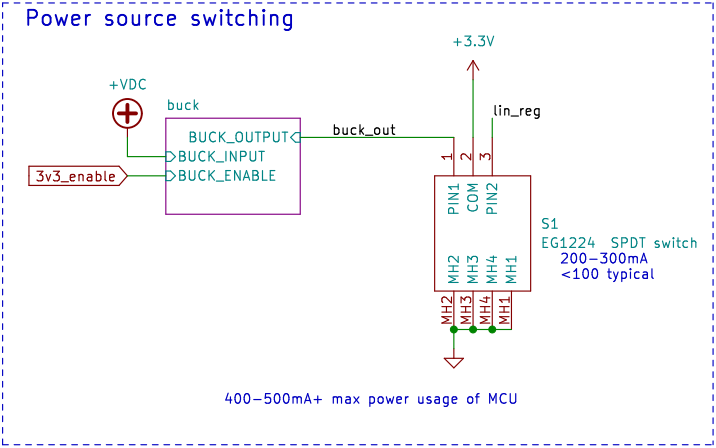 Power source switching
+3.3V
+VDC
buck
lin_reg
BUCK_OUTPUT
buck_out
BUCK_INPUT
3v3_enable
BUCK_ENABLE
1
2
3
PIN1
COM
PIN2
S1
EG1224 SPDT switch
200-300mA
<100 typical
MH2
MH3
MH4
MH1
MH2
MH3
MH4
MH1
400-500mA+ max power usage of MCU